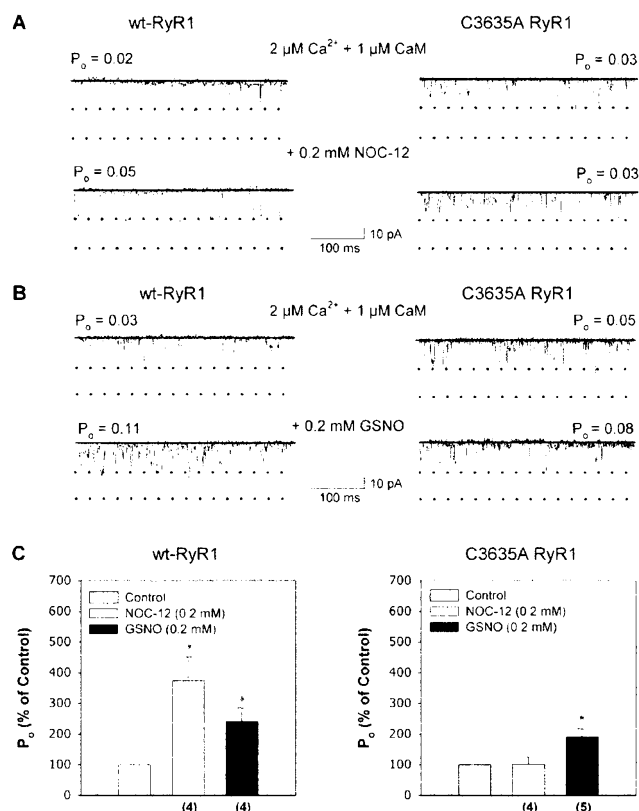 A
wt-RyR1
C3635A RyR1
2 µM Ca²⁺ + 1 µM CaM
Pₒ = 0.02
Pₒ = 0.03
+ 0.2 mM NOC-12
Pₒ = 0.05
Pₒ = 0.03
10 pA
100 ms
B
wt-RyR1
C3635A RyR1
2 µM Ca²⁺ + 1 µM CaM
Pₒ = 0.03
Pₒ = 0.05
+ 0.2 mM GSNO
Pₒ = 0.11
Pₒ = 0.08
10 pA
100 ms
C
wt-RyR1
Pₒ (% of Control)
700
600
500
400
300
200
100
0
Control
NOC-12 (0.2 mM)
GSNO (0.2 mM)
*
*
(4)
(4)
C3635A RyR1
Pₒ (% of Control)
700
600
500
400
300
200
100
0
Control
NOC-12 (0.2 mM)
GSNO (0.2 mM)
*
(4)
(5)